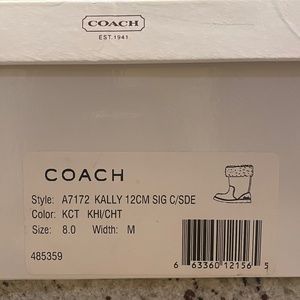 COACH
EST. 1941
COACH
Style: A7172 KALLY 12CM SIG C/SDE
Color: KCT KHI/CHT
Size: 8.0 Width: M
485359
6 63360 12156 5